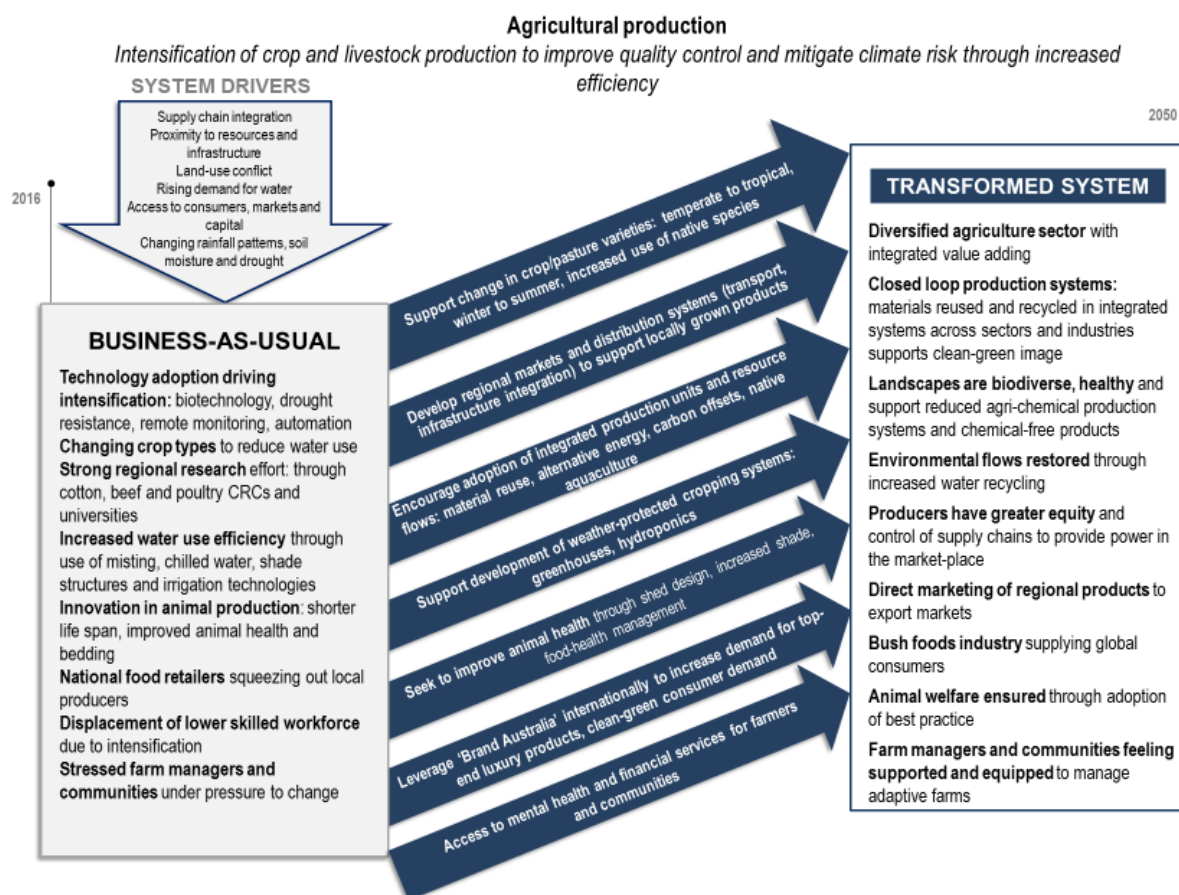 Agricultural production
Intensification of crop and livestock production to improve quality control and mitigate climate risk through increased
efficiency
SYSTEM DRIVERS
Supply chain integration
Proximity to resources and
infrastructure
Land-use conflict
Rising demand for water
Access to consumers, markets and
capital
Changing rainfall patterns, soil
moisture and drought
2016
2050
BUSINESS-AS-USUAL
Technology adoption driving
intensification: biotechnology, drought
resistance, remote monitoring, automation
Changing crop types to reduce water use
Strong regional research effort: through
cotton, beef and poultry CRCs and
universities
Increased water use efficiency through
use of misting, chilled water, shade
structures and irrigation technologies
Innovation in animal production: shorter
life span, improved animal health and
bedding
National food retailers squeezing out local
producers
Displacement of lower skilled workforce
due to intensification
Stressed farm managers and
communities under pressure to change
Support change in crop/pasture varieties: temperate to tropical,
winter to summer, increased use of native species
Develop regional markets and distribution systems (transport,
infrastructure integration) to support locally grown products
Encourage adoption of integrated production units and resource
flows: material reuse, alternative energy, carbon offsets, native
aquaculture
Support development of weather-protected cropping systems:
greenhouses, hydroponics
Seek to improve animal health through shed design, increased shade,
food-health management
Leverage 'Brand Australia' internationally to increase demand for top-
end luxury products, clean-green consumer demand
Access to mental health and financial services for farmers
and communities
TRANSFORMED SYSTEM
Diversified agriculture sector with
integrated value adding
Closed loop production systems:
materials reused and recycled in integrated
systems across sectors and industries
supports clean-green image
Landscapes are biodiverse, healthy and
support reduced agri-chemical production
systems and chemical-free products
Environmental flows restored through
increased water recycling
Producers have greater equity and
control of supply chains to provide power in
the market-place
Direct marketing of regional products to
export markets
Bush foods industry supplying global
consumers
Animal welfare ensured through adoption
of best practice
Farm managers and communities feeling
supported and equipped to manage
adaptive farms